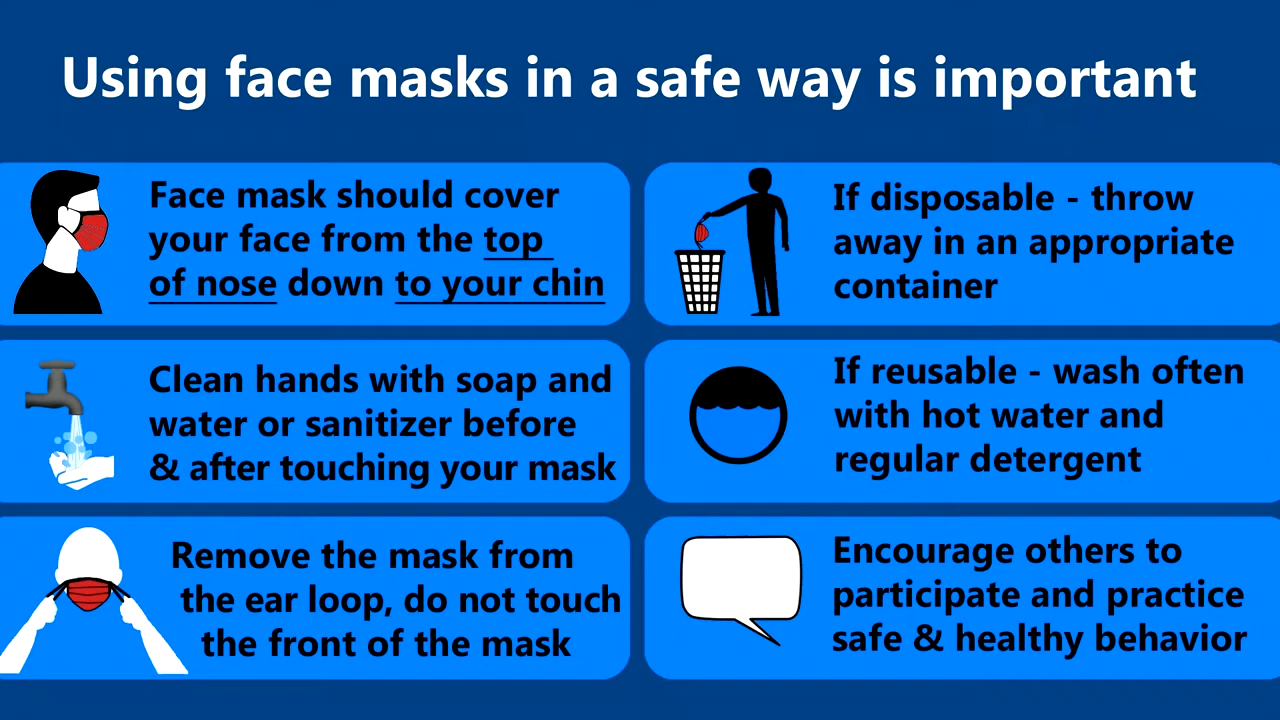 Using face masks in a safe way is important
Face mask should cover
your face from the top
of nose down to your chin
Clean hands with soap and
water or sanitizer before
& after touching your mask
Remove the mask from
the ear loop, do not touch
the front of the mask
If disposable - throw
away in an appropriate
container
If reusable - wash often
with hot water and
regular detergent
Encourage others to
participate and practice
safe & healthy behavior